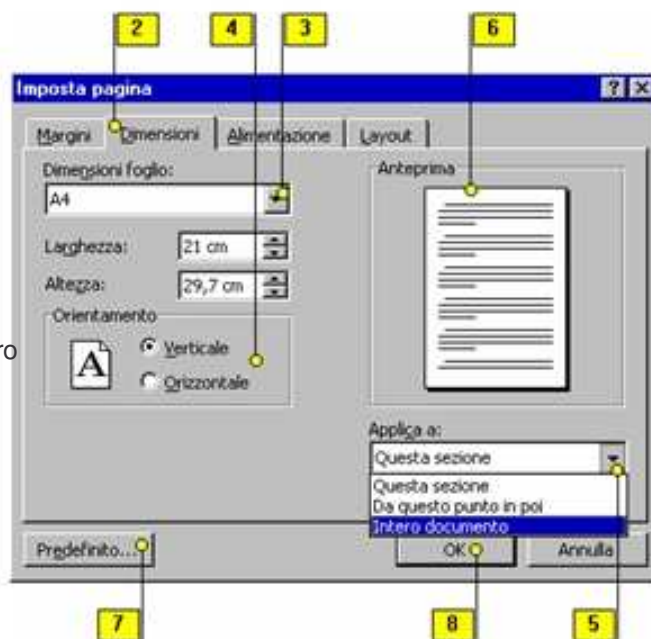 2 4 3 6
Imposta pagina
Margini Dimensioni Alimentazione Layout
Dimensioni foglio:
A4
Larghezza: 21 cm
Altezza: 29,7 cm
Orientamento
A
Verticale
Orizzontale
ro
Anteprima
Applica a:
Questa sezione
Questa sezione
Da questo punto in poi
Intero documento
Predefinito... OK Annulla
7 8 5